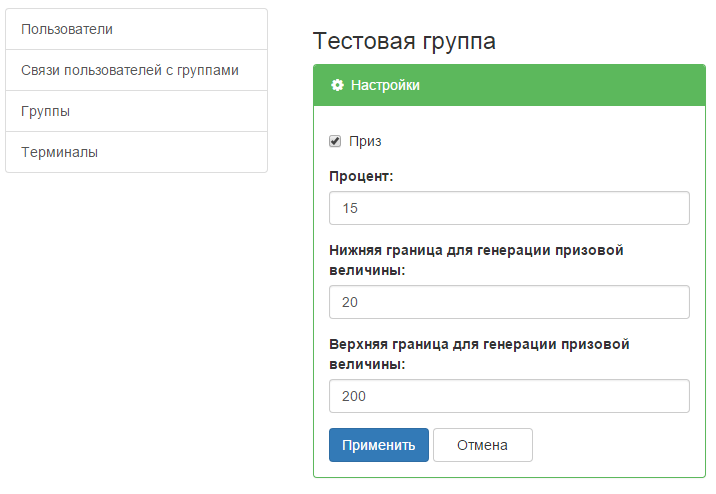 Пользователи
Связи пользователей с группами
Группы
Терминалы
Тестовая группа
Настройки
Приз
Процент:
15
Нижняя граница для генерации призовой
величины:
20
Верхняя граница для генерации призовой
величины:
200
Применить
Отмена